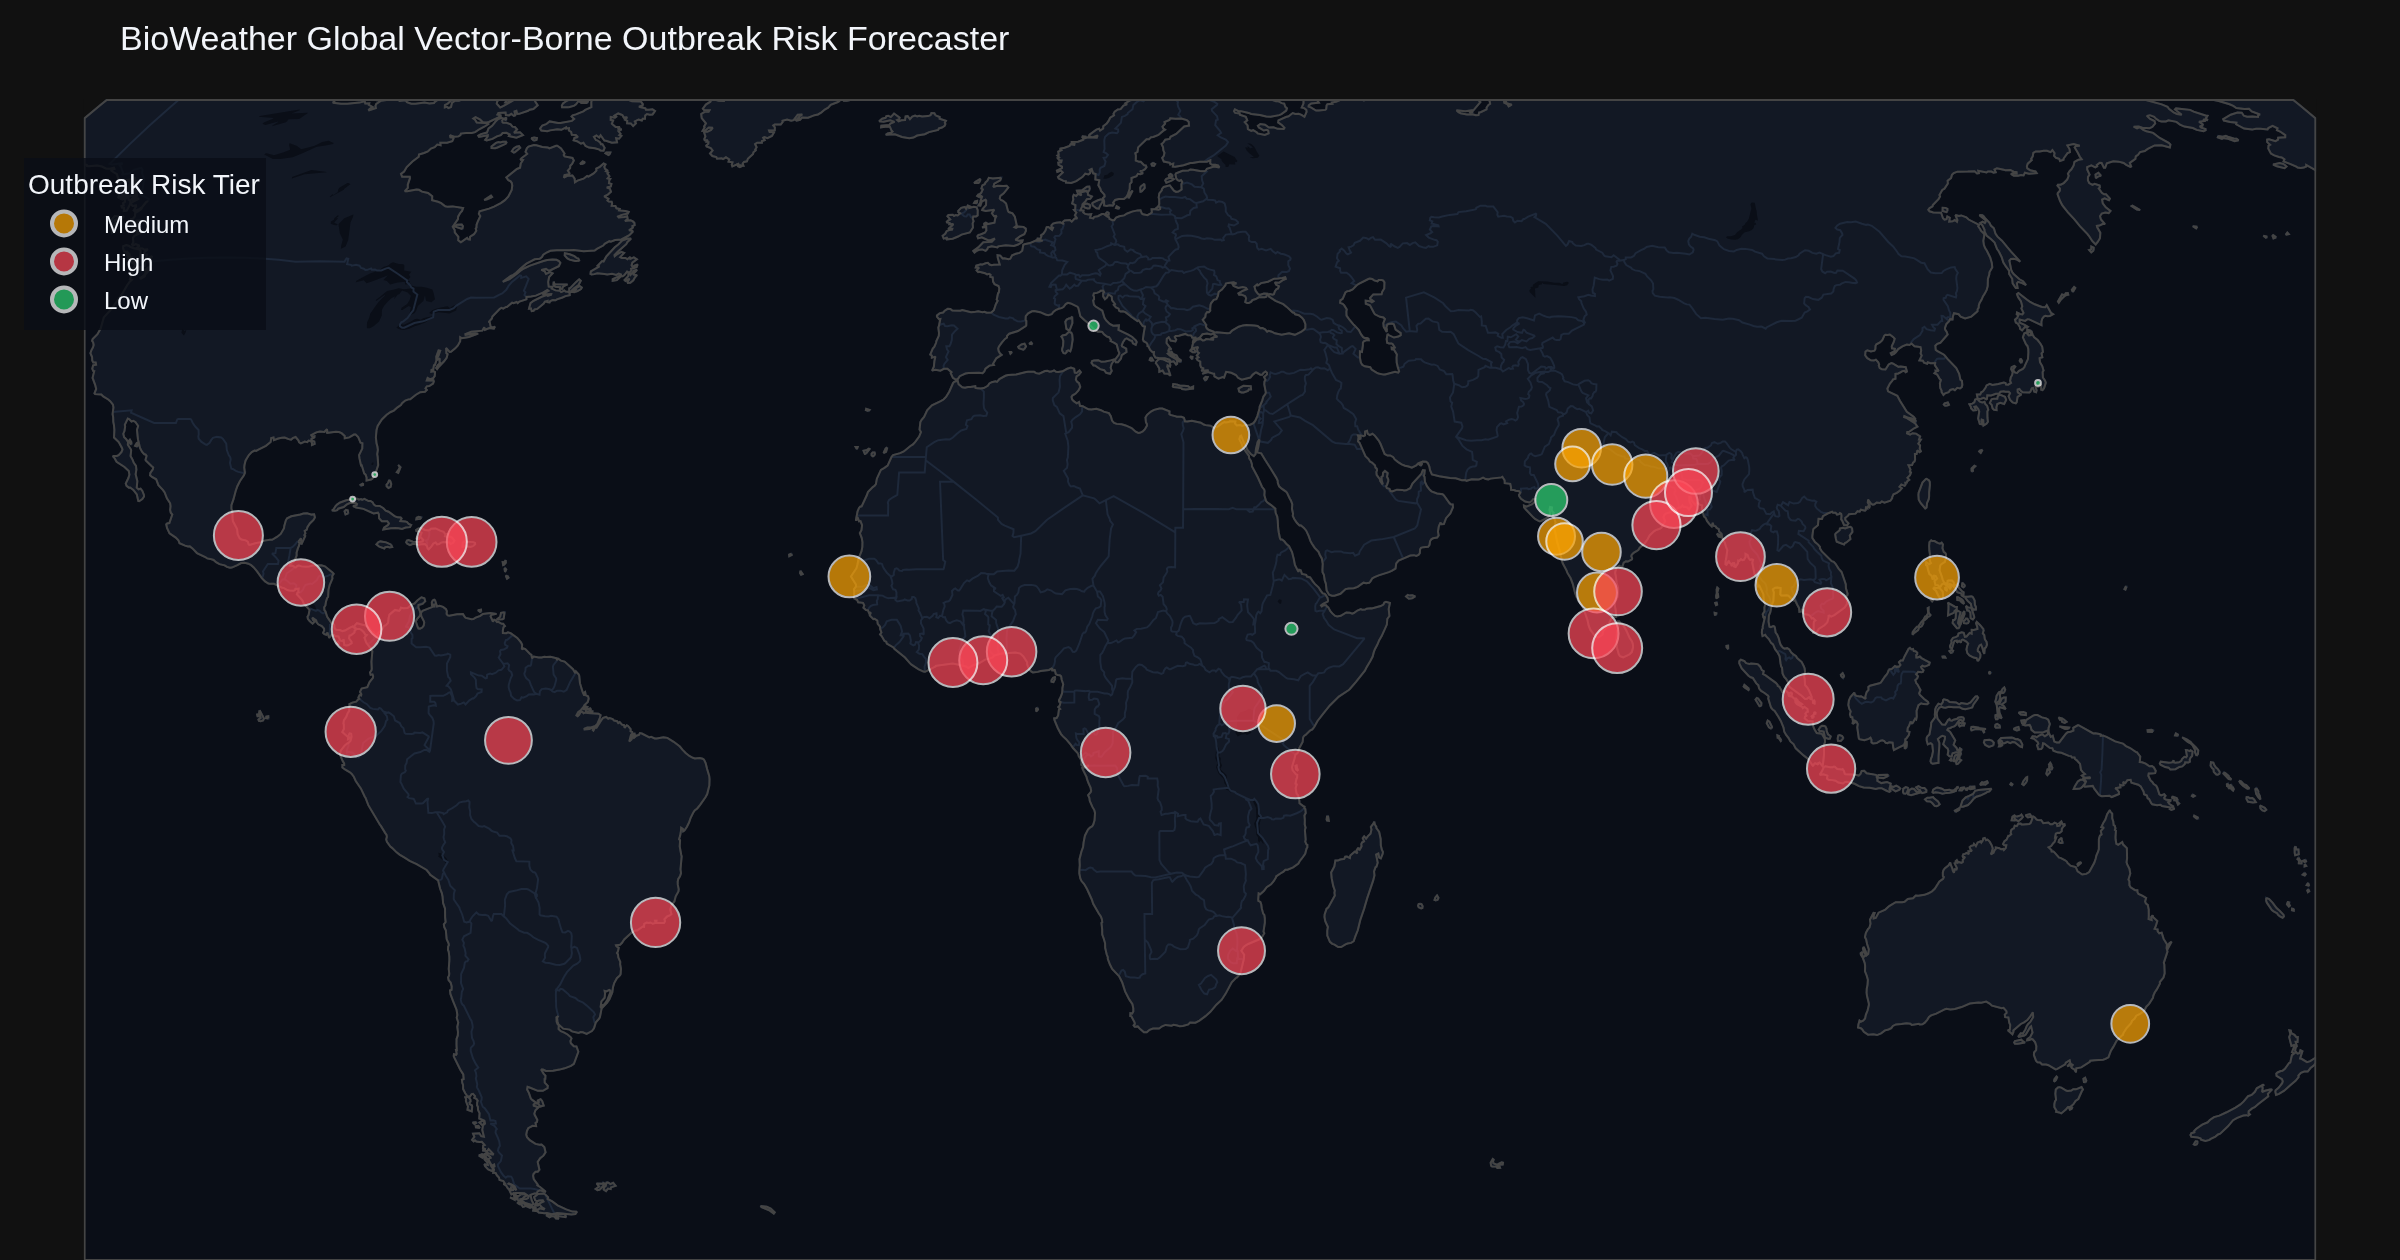 BioWeather Global Vector-Borne Outbreak Risk Forecaster
Outbreak Risk Tier
Medium
High
Low